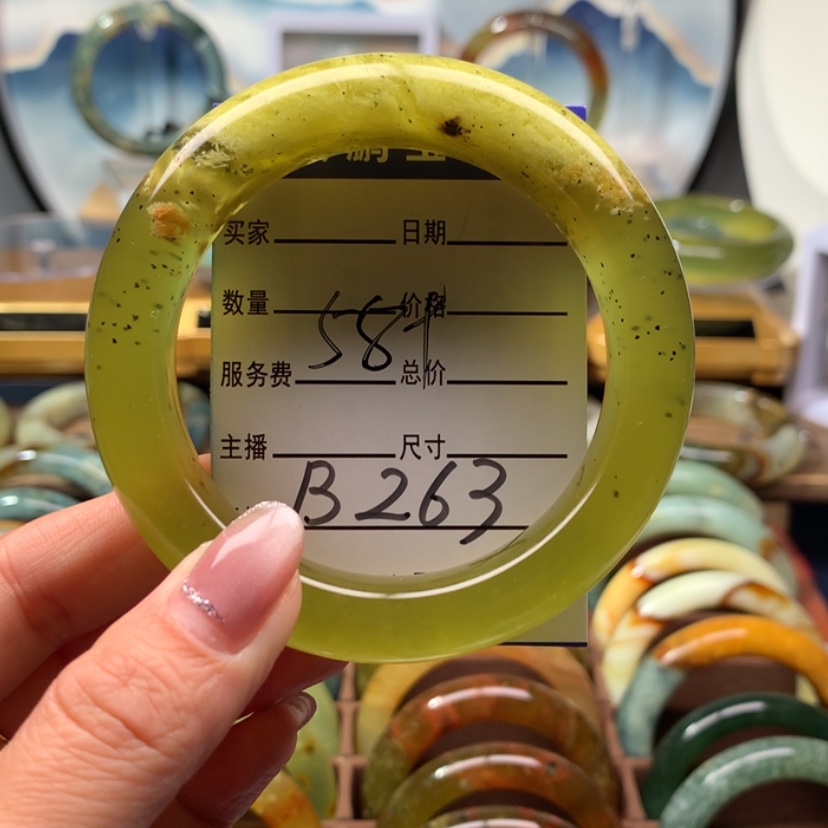 买家 日期
数量 价格
58+
服务费 总价
主播 尺寸
B263